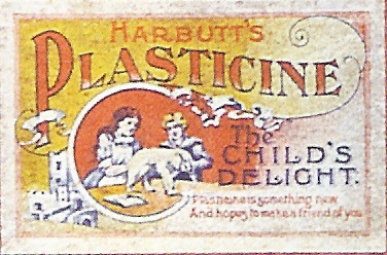 HARBUTT'S
PLASTICINE
The
CHILD'S
DELIGHT.
Plasticine is something new
And hopes to make a friend of you